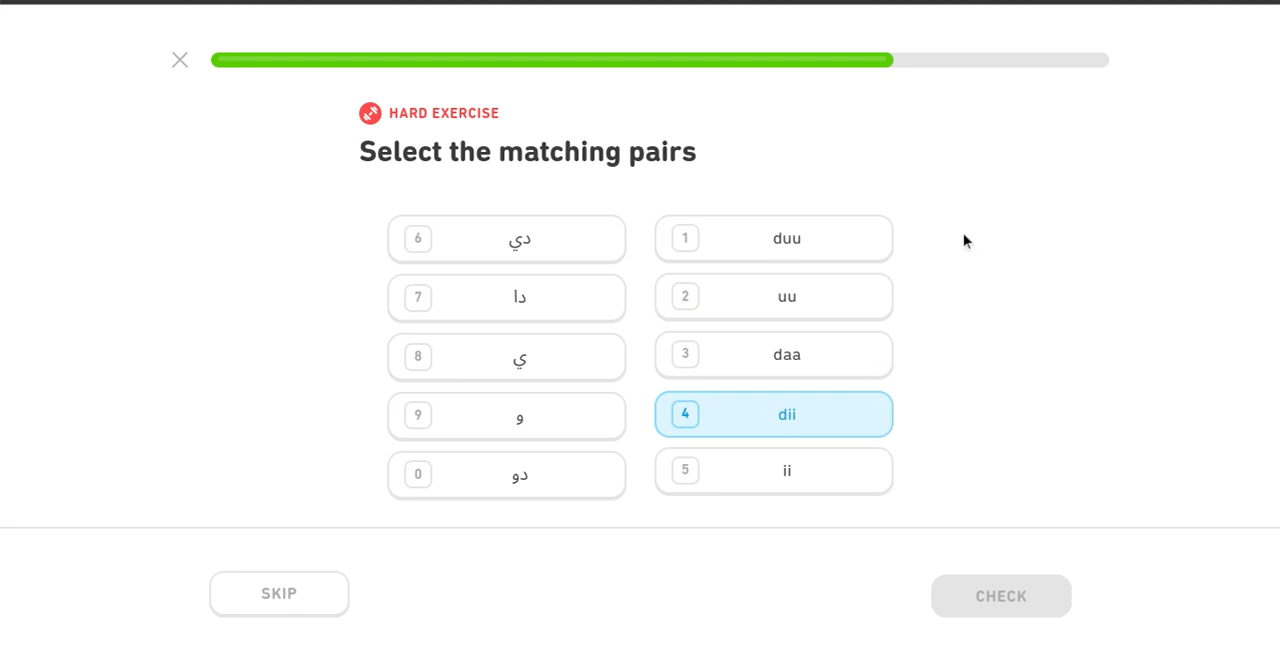 HARD EXERCISE
Select the matching pairs
6 دي
1 duu
7 دا
2 uu
8 ي
3 daa
9 و
4 dii
0 دو
5 ii
SKIP
CHECK